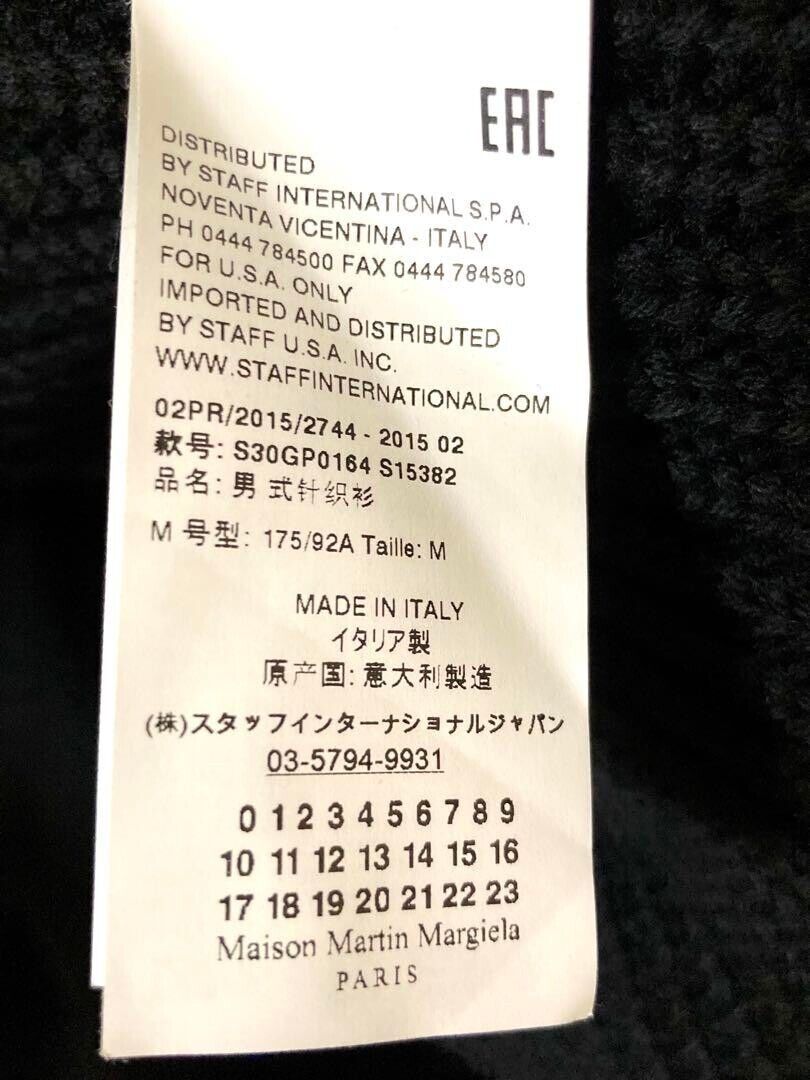 EAC
DISTRIBUTED
BY STAFF INTERNATIONAL S.P.A.
NOVENTA VICENTINA - ITALY
PH 0444 784500 FAX 0444 784580
FOR U.S.A. ONLY
IMPORTED AND DISTRIBUTED
BY STAFF U.S.A. INC.
WWW.STAFFINTERNATIONAL.COM
02PR/2015/2744 - 2015 02
款号: S30GP0164 S15382
品名: 男 式针织衫
M 号型: 175/92A Taille: M
MADE IN ITALY
イタリア製
原产国: 意大利製造
(株)スタッフインターナショナルジャパン
03-5794-9931
0 1 2 3 4 5 6 7 8 9
10 11 12 13 14 15 16
17 18 19 20 21 22 23
Maison Martin Margiela
PARIS